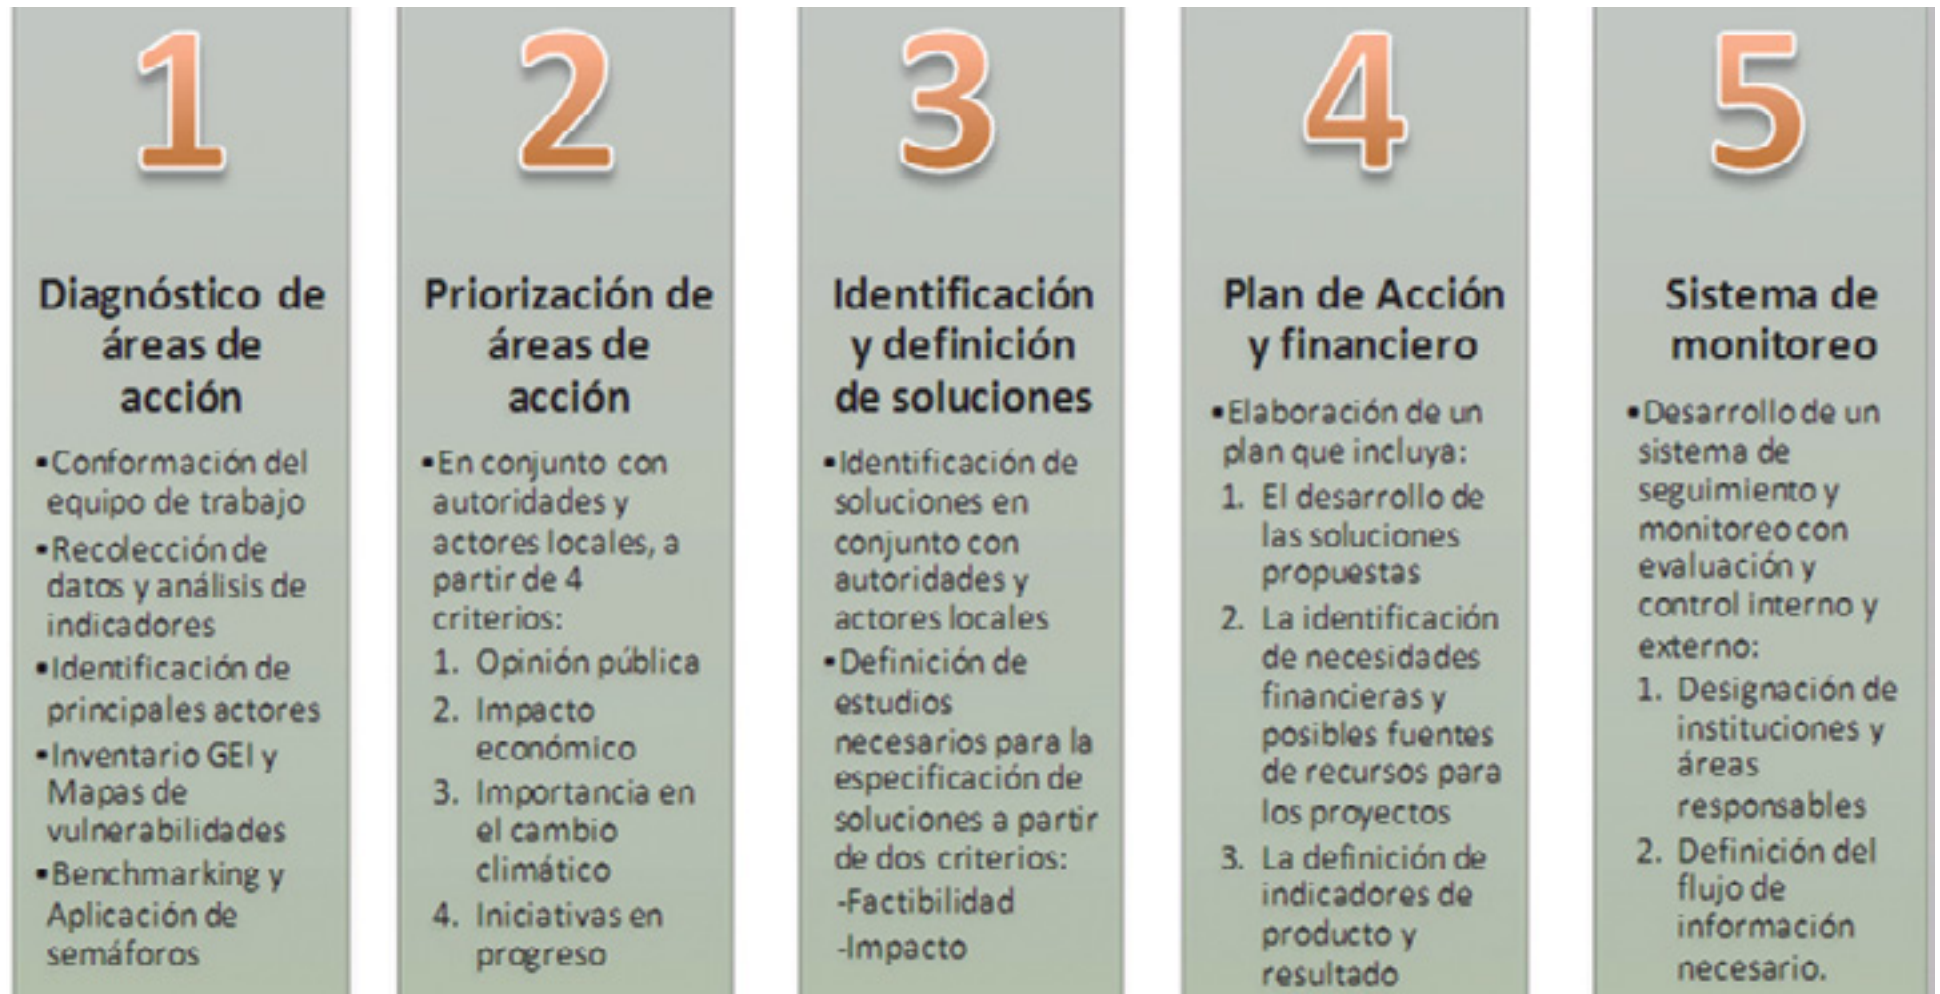 1
Diagnóstico de
áreas de
acción
▪Conformación del
equipo de trabajo
▪Recolección de
datos y análisis de
indicadores
▪Identificación de
principales actores
▪Inventario GEI y
Mapas de
vulnerabilidades
▪Benchmarking y
Aplicación de
semáforos
2
Priorización de
áreas de
acción
▪En conjunto con
autoridades y
actores locales, a
partir de 4
criterios:
1. Opinión pública
2. Impacto
económico
3. Importancia en
el cambio
climático
4. Iniciativas en
progreso
3
Identificación
y definición
de soluciones
▪Identificación de
soluciones en
conjunto con
autoridades y
actores locales
▪Definición de
estudios
necesarios para la
especificación de
soluciones a partir
de dos criterios:
-Factibilidad
-Impacto
4
Plan de Acción
y financiero
▪Elaboración de un
plan que incluya:
1. El desarrollo de
las soluciones
propuestas
2. La identificación
de necesidades
financieras y
posibles fuentes
de recursos para
los proyectos
3. La definición de
indicadores de
producto y
resultado
5
Sistema de
monitoreo
▪Desarrollo de un
sistema de
seguimiento y
monitoreo con
evaluación y
control interno y
externo:
1. Designación de
instituciones y
áreas
responsables
2. Definición del
flujo de
información
necesario.